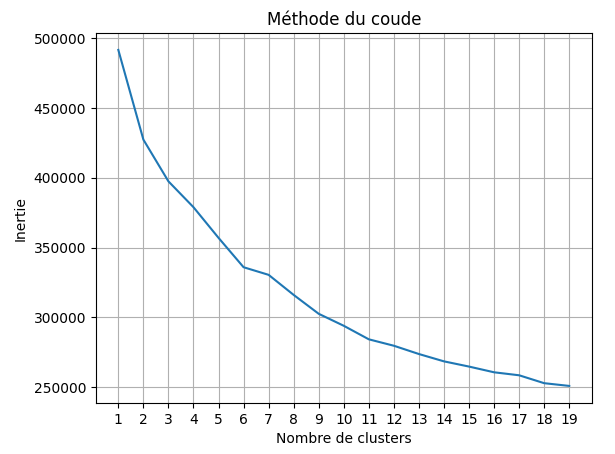 Méthode du coude
500000
450000
400000
350000
300000
250000
Inertie
1 2 3 4 5 6 7 8 9 10 11 12 13 14 15 16 17 18 19
Nombre de clusters